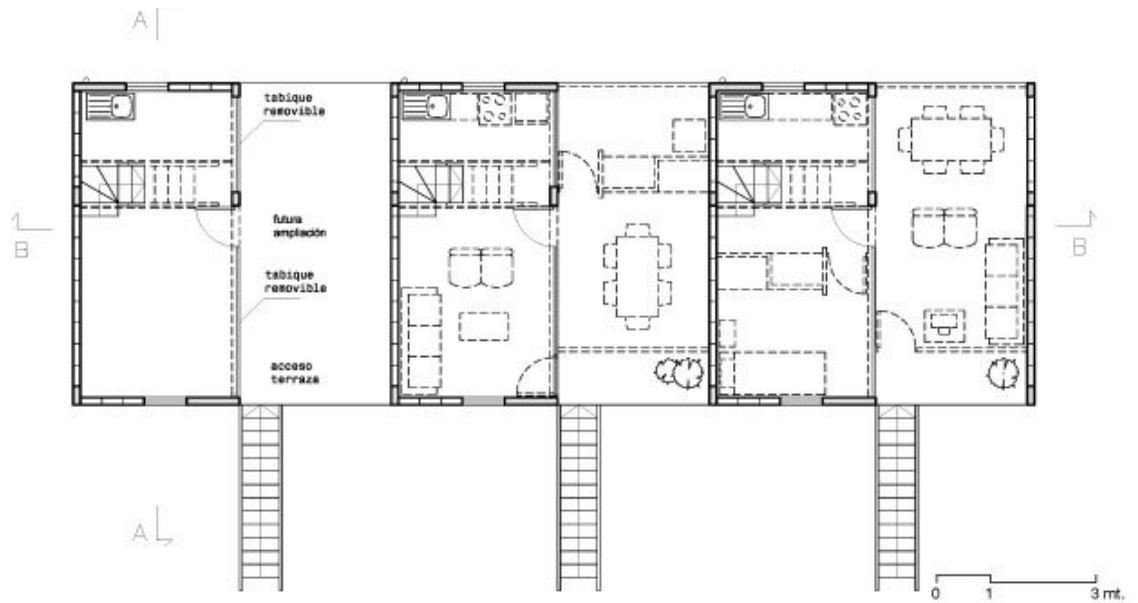 A
tabique
removible
futura
ampliación
B
B
tabique
removible
acceso
terraza
A
0 1 3 mt.